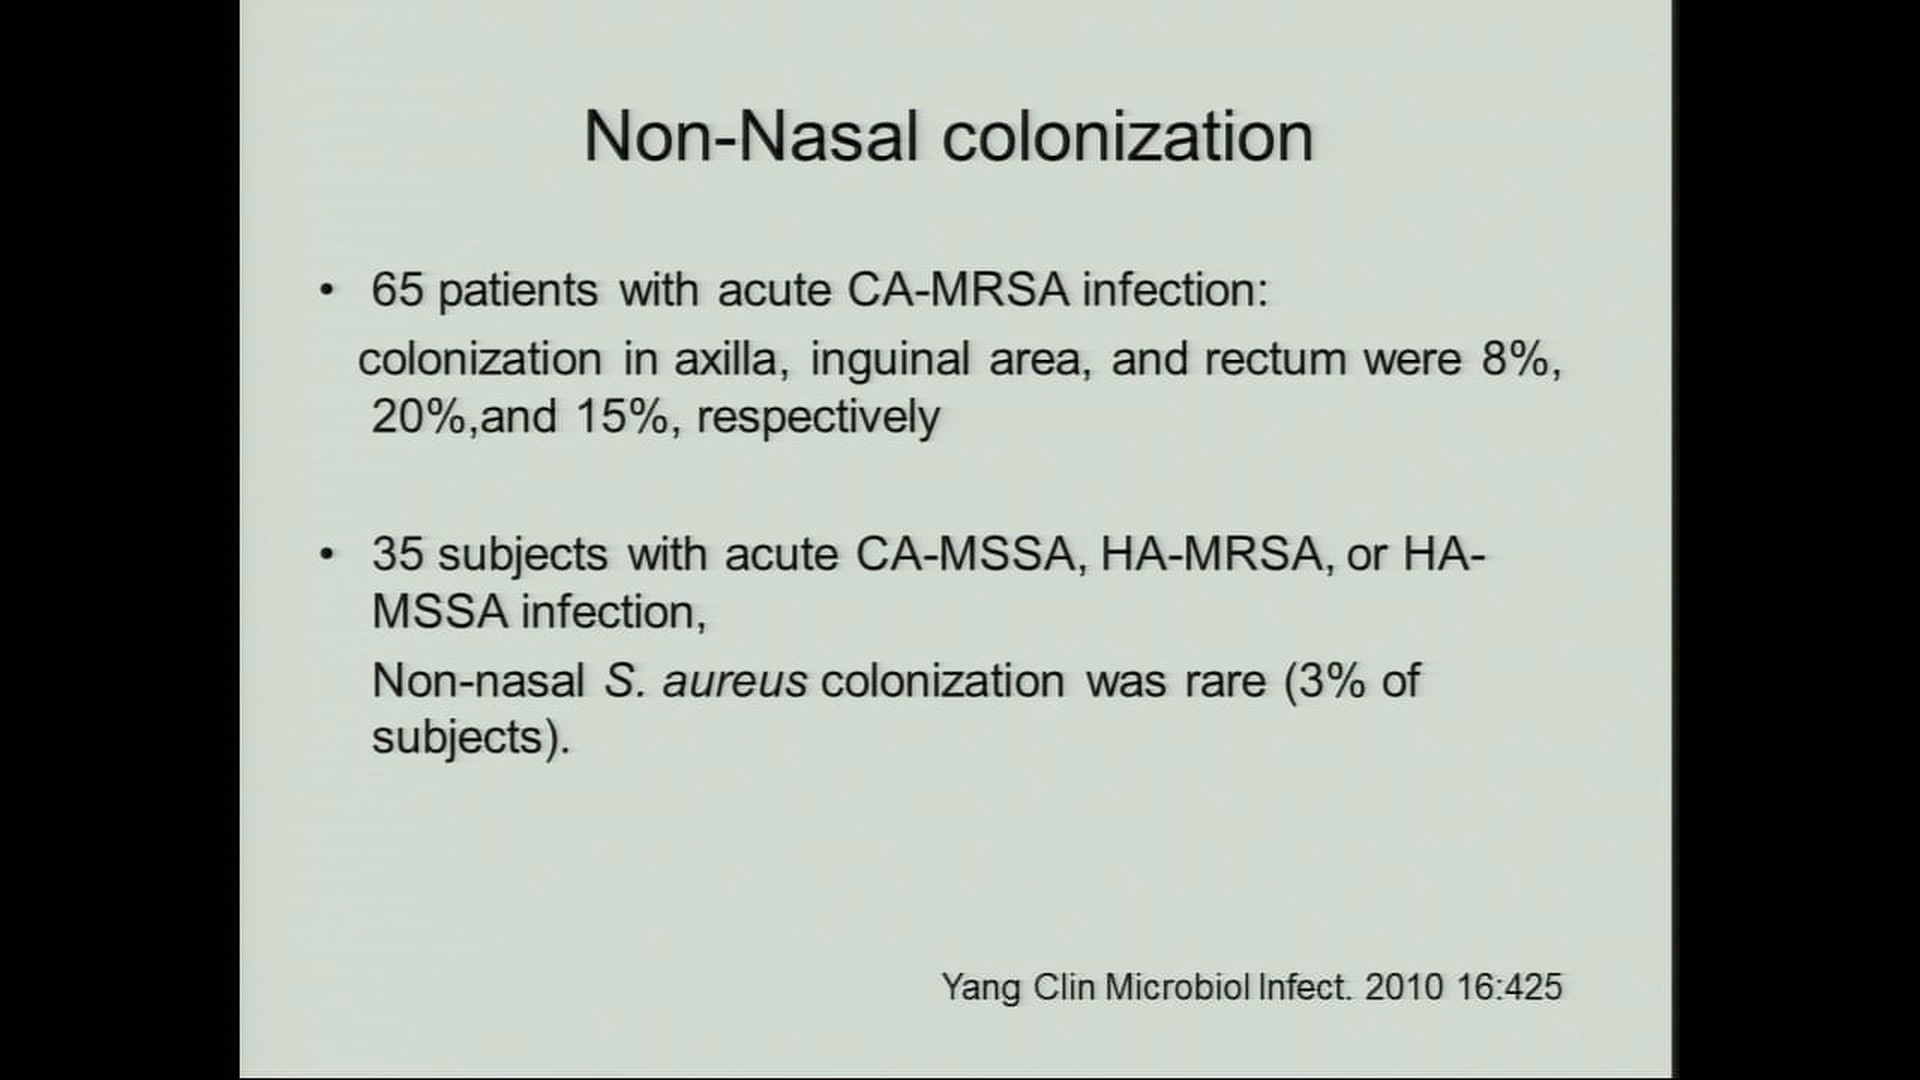 Non-Nasal colonization
• 65 patients with acute CA-MRSA infection:
colonization in axilla, inguinal area, and rectum were 8%,
20%,and 15%, respectively
• 35 subjects with acute CA-MSSA, HA-MRSA, or HA-
MSSA infection,
Non-nasal S. aureus colonization was rare (3% of
subjects).
Yang Clin Microbiol Infect. 2010 16:425